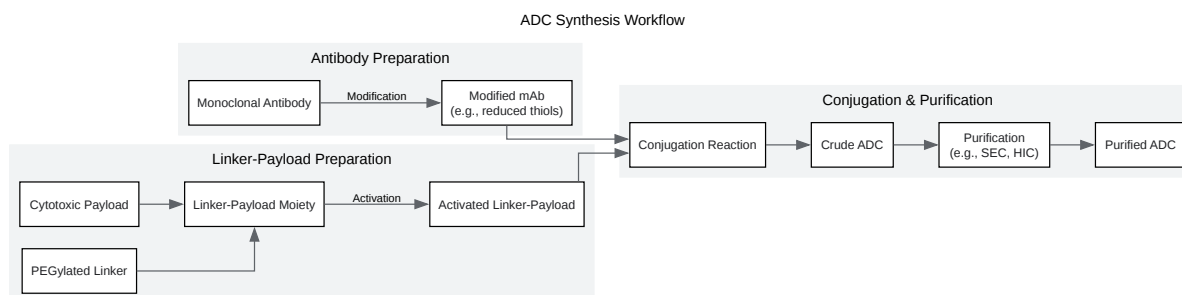 ADC Synthesis Workflow
Antibody Preparation
Monoclonal Antibody
Modification
Modified mAb
(e.g., reduced thiols)
Linker-Payload Preparation
Cytotoxic Payload
Linker-Payload Moiety
Activation
Activated Linker-Payload
PEGylated Linker
Conjugation & Purification
Conjugation Reaction
Crude ADC
Purification
(e.g., SEC, HIC)
Purified ADC